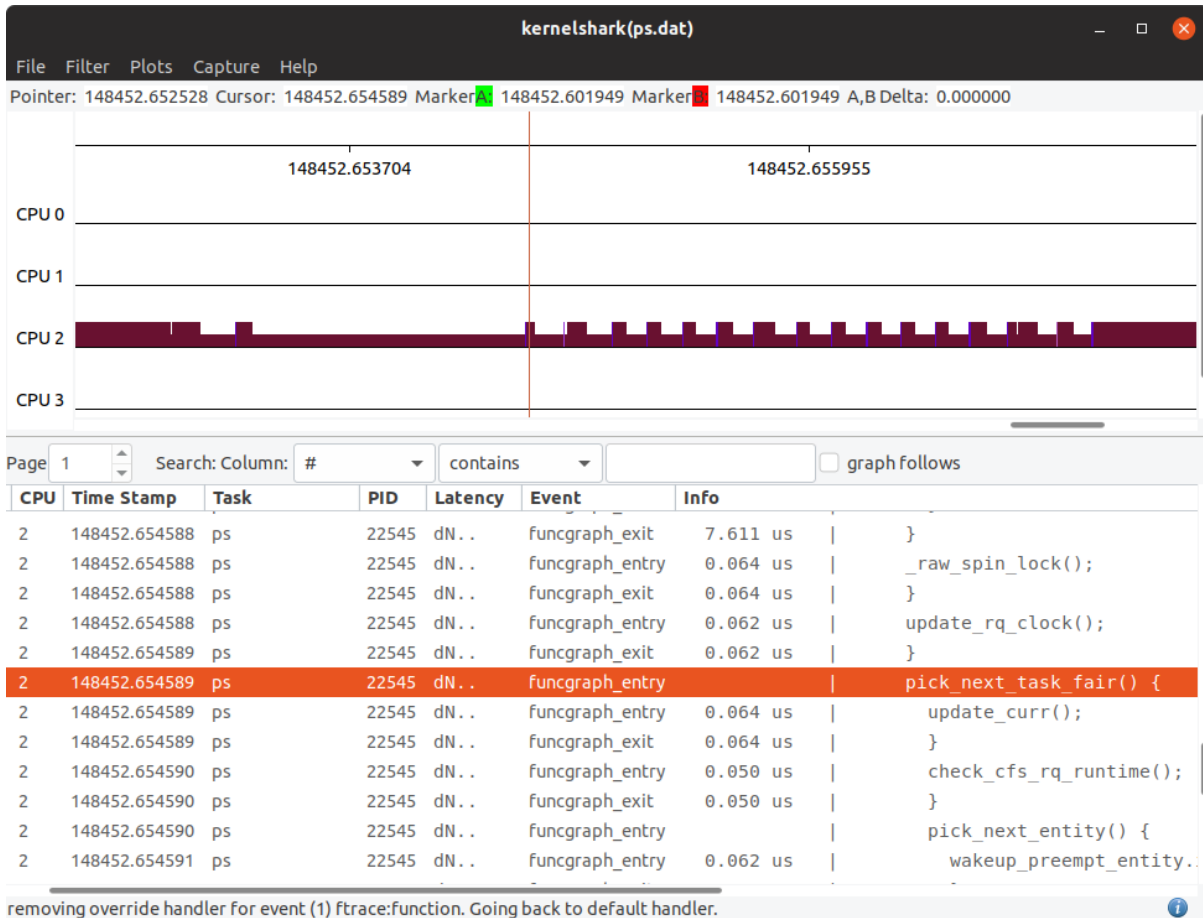 kernelshark(ps.dat)
File Filter Plots Capture Help
Pointer: 148452.652528 Cursor: 148452.654589 MarkerA: 148452.601949 MarkerB: 148452.601949 A,B Delta: 0.000000
148452.653704 148452.655955
CPU 0
CPU 1
CPU 2
CPU 3
Page 1 Search: Column: # contains graph follows
CPU Time Stamp Task PID Latency Event Info
2 148452.654588 ps 22545 dN.. funcgraph_exit 7.611 us | }
2 148452.654588 ps 22545 dN.. funcgraph_entry 0.064 us | _raw_spin_lock();
2 148452.654588 ps 22545 dN.. funcgraph_exit 0.064 us | }
2 148452.654588 ps 22545 dN.. funcgraph_entry 0.062 us | update_rq_clock();
2 148452.654589 ps 22545 dN.. funcgraph_exit 0.062 us | }
2 148452.654589 ps 22545 dN.. funcgraph_entry | pick_next_task_fair() {
2 148452.654589 ps 22545 dN.. funcgraph_entry 0.064 us | update_curr();
2 148452.654589 ps 22545 dN.. funcgraph_exit 0.064 us | }
2 148452.654590 ps 22545 dN.. funcgraph_entry 0.050 us | check_cfs_rq_runtime();
2 148452.654590 ps 22545 dN.. funcgraph_exit 0.050 us | }
2 148452.654590 ps 22545 dN.. funcgraph_entry | pick_next_entity() {
2 148452.654591 ps 22545 dN.. funcgraph_entry 0.062 us | wakeup_preempt_entity.
removing override handler for event (1) ftrace:function. Going back to default handler.